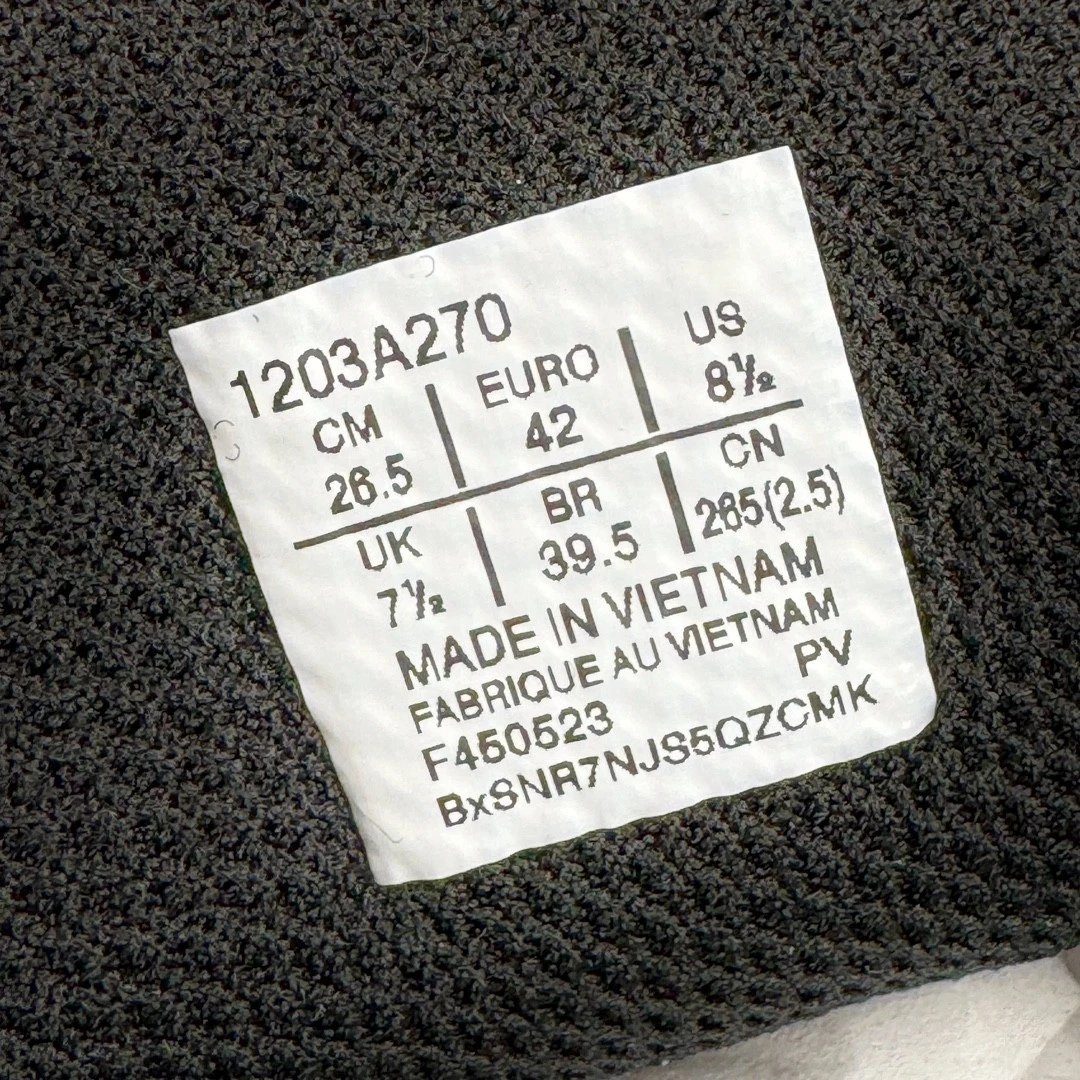 1203A270
CM EURO US
26.5 42 8½
UK BR CN
7½ 39.5 265(2.5)
MADE IN VIETNAM
FABRIQUE AU VIETNAM
F450523 PV
BxSNR7NJS5QZCMK